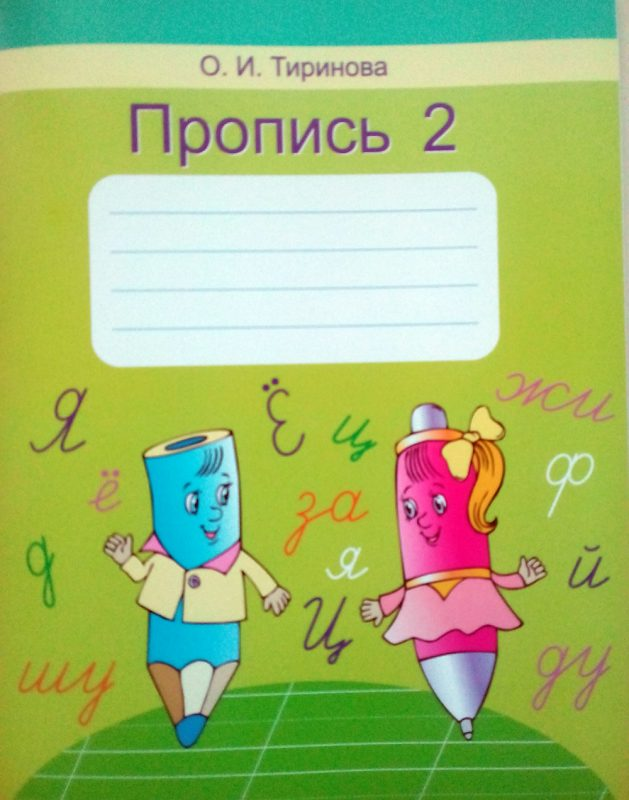 О. И. Тиринова
Пропись 2
жи
Я
Ё
ц
ф
ё
за
д
я
й
Ц
шу
ду